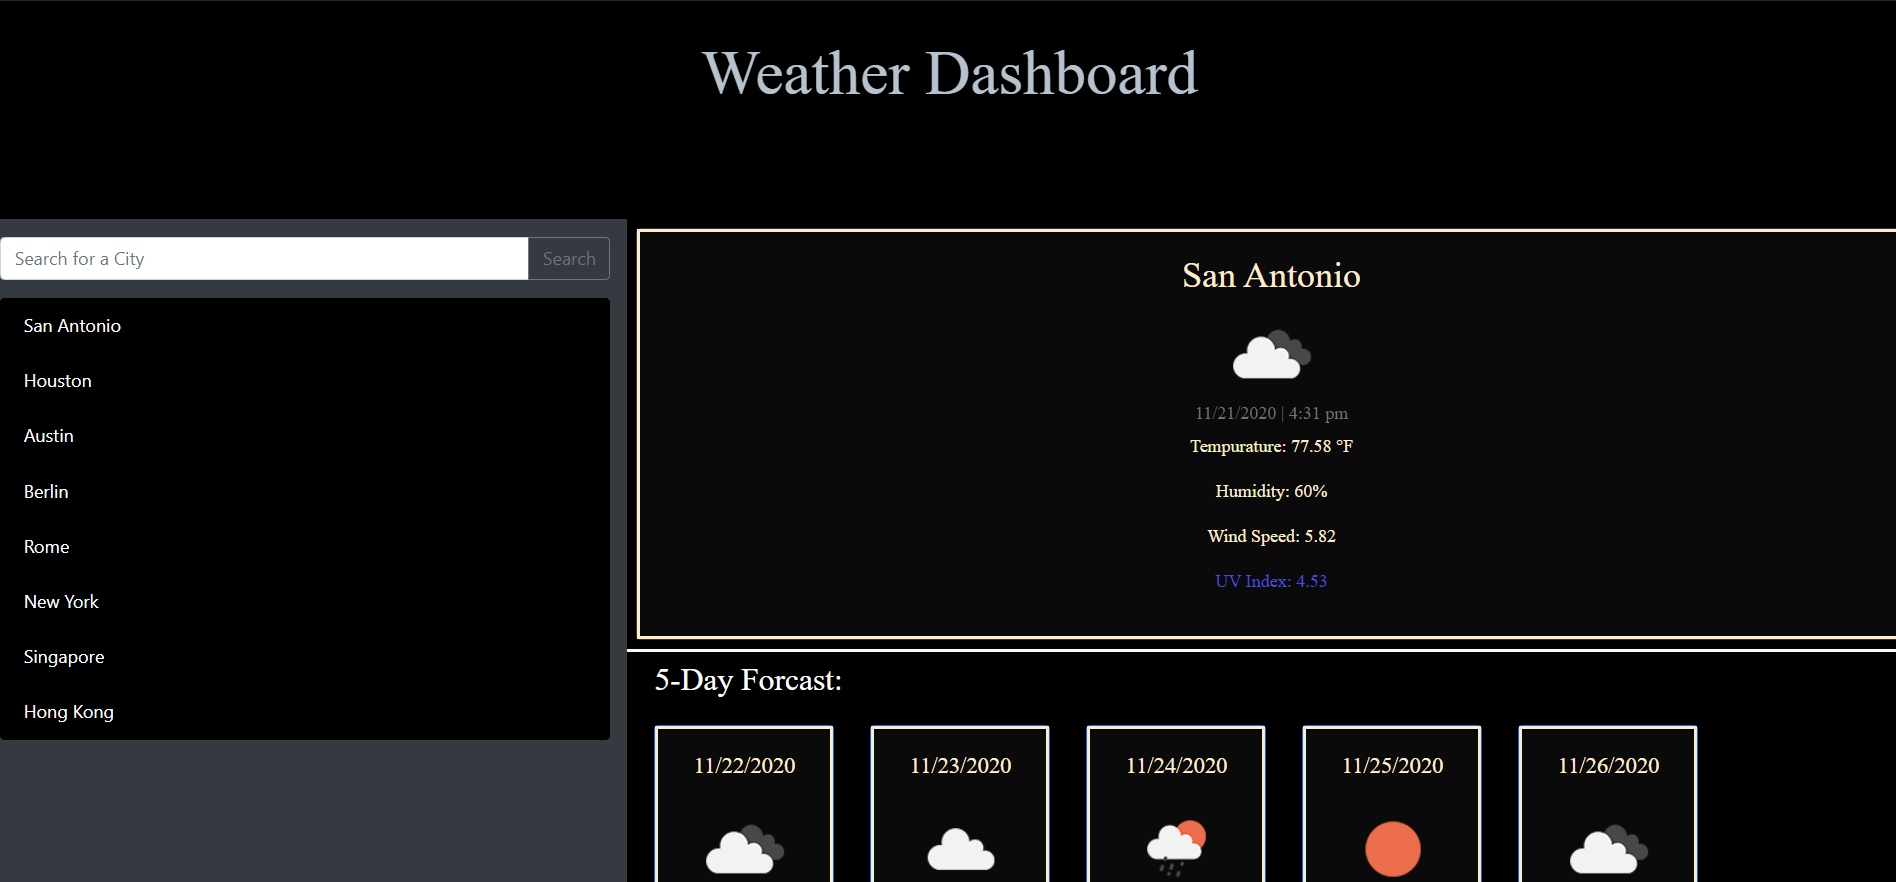 Weather Dashboard
Search for a City
Search
San Antonio
Houston
Austin
Berlin
Rome
New York
Singapore
Hong Kong
San Antonio
11/21/2020 | 4:31 pm
Tempurature: 77.58 °F
Humidity: 60%
Wind Speed: 5.82
UV Index: 4.53
5-Day Forcast:
11/22/2020
11/23/2020
11/24/2020
11/25/2020
11/26/2020